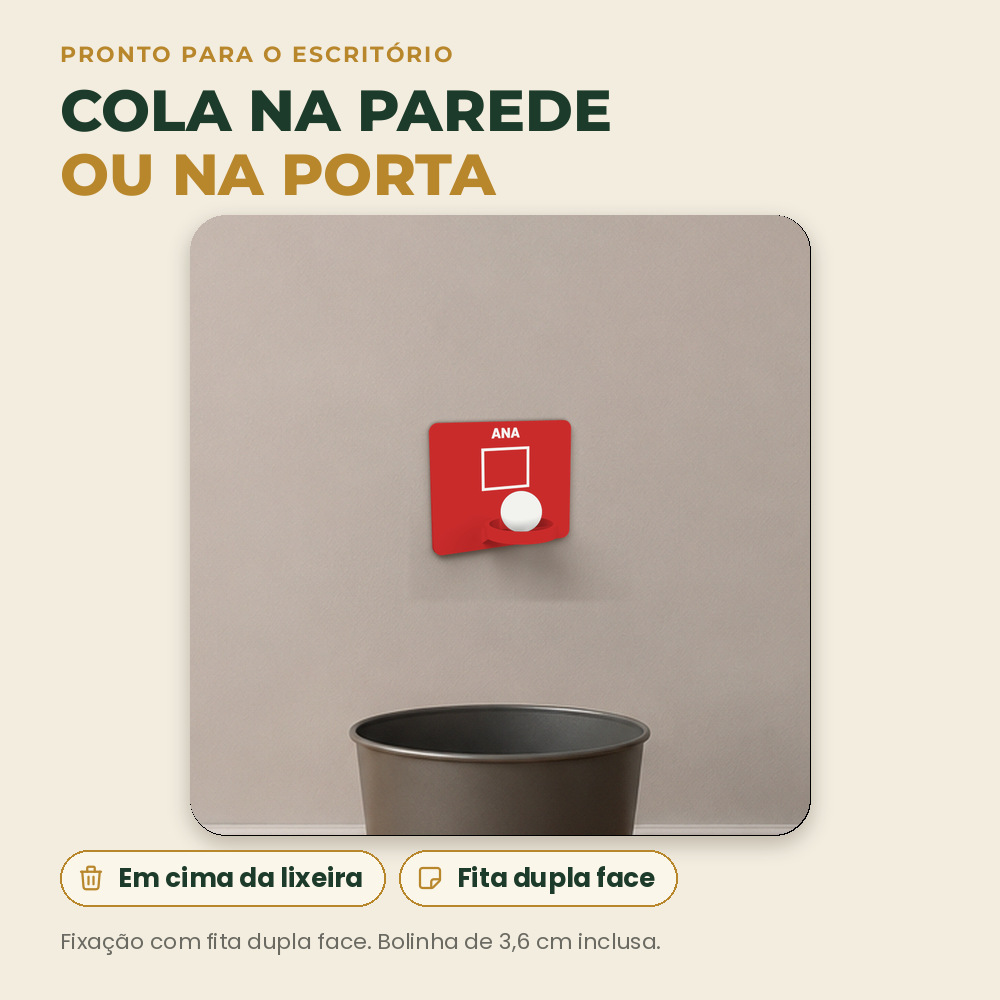 PRONTO PARA O ESCRITÓRIO
COLA NA PAREDE
OU NA PORTA
ANA
Em cima da lixeira
Fita dupla face
Fixação com fita dupla face. Bolinha de 3,6 cm inclusa.